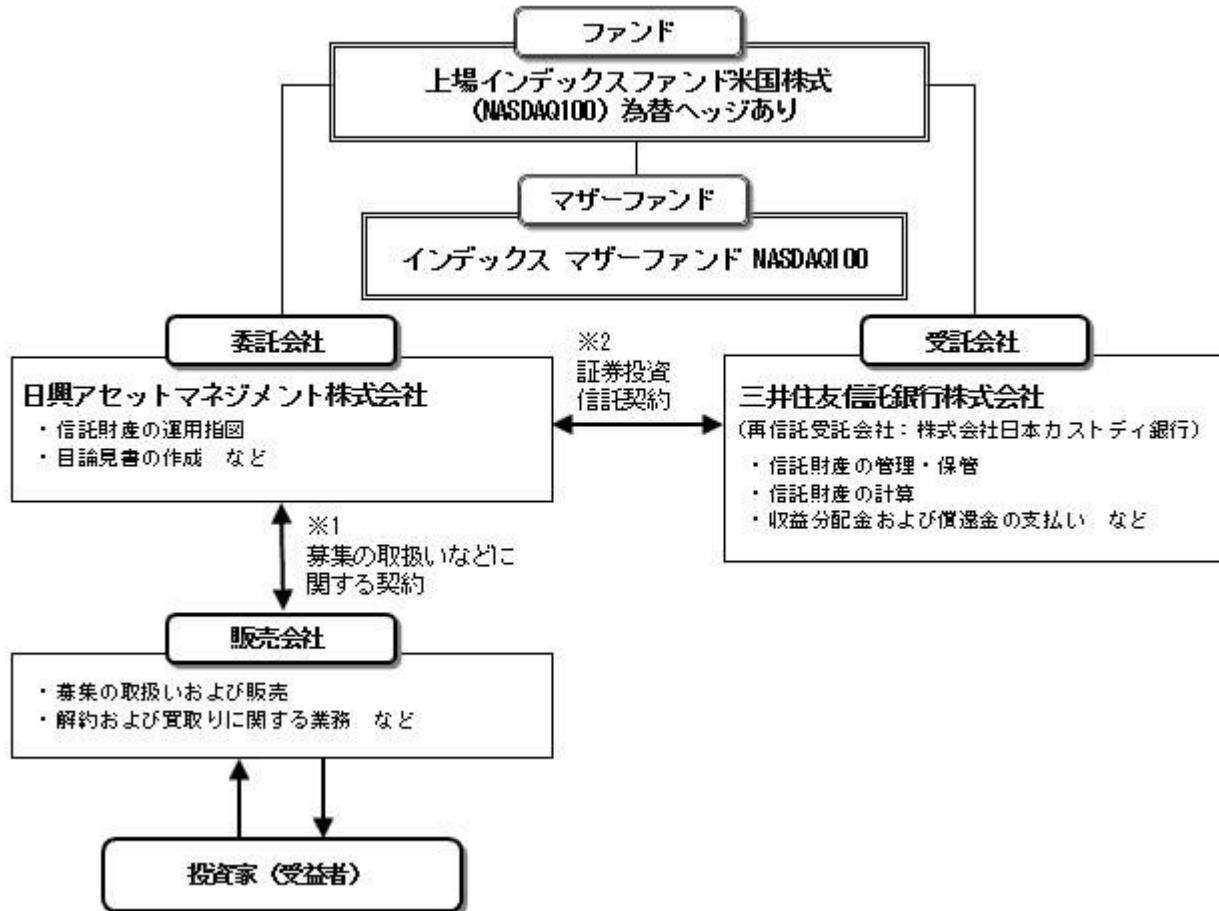 ファンド
上場インデックスファンド米国株式
(NASDAQ100) 為替ヘッジあり
マザーファンド
インデックス マザーファンド NASDAQ100
委託会社
日興アセットマネジメント株式会社
・信託財産の運用指図
・目論見書の作成 など
※2
証券投資
信託契約
受託会社
三井住友信託銀行株式会社
(再信託受託会社：株式会社日本カストディ銀行)
・信託財産の管理・保管
・信託財産の計算
・収益分配金および償還金の支払い など
※1
募集の取扱いなどに
関する契約
販売会社
・募集の取扱いおよび販売
・解約および買取りに関する業務 など
投資家 (受益者)